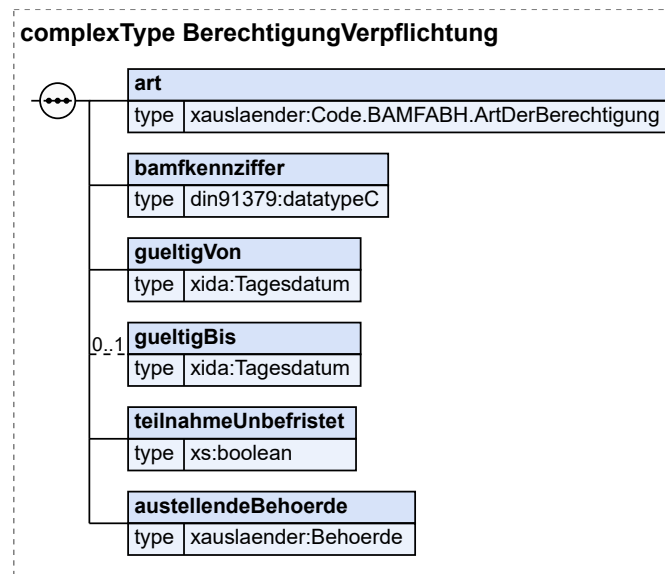 complexType BerechtigungVerpflichtung
art
type xauslaender:Code.BAMFABH.ArtDerBerechtigung
bamfkennziffer
type din91379:datatypeC
gueltigVon
type xida:Tagesdatum
0..1 gueltigBis
type xida:Tagesdatum
teilnahmeUnbefristet
type xs:boolean
austellendeBehoerde
type xauslaender:Behoerde